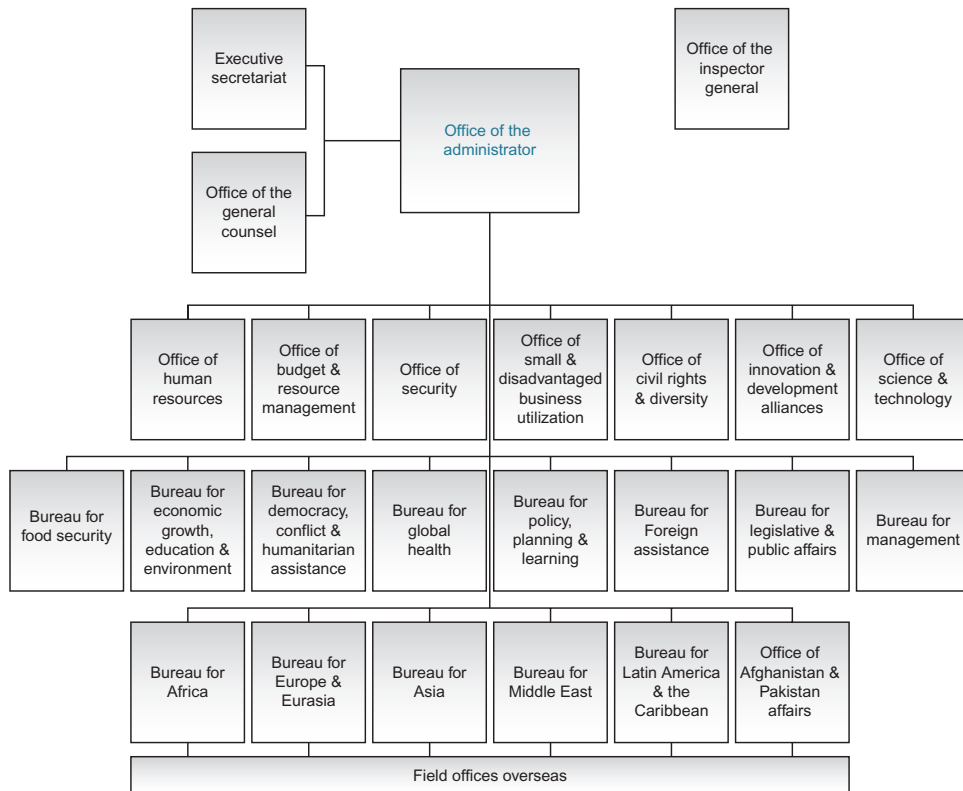 Executive
secretariat
Office of the
inspector
general
Office of the
administrator
Office of the
general
counsel
Office of
human
resources
Office of
budget &
resource
management
Office of
security
Office of
small &
disadvantaged
business
utilization
Office of
civil rights
& diversity
Office of
innovation &
development
alliances
Office of
science &
technology
Bureau for
food security
Bureau for
economic
growth,
education &
environment
Bureau for
democracy,
conflict &
humanitarian
assistance
Bureau for
global
health
Bureau for
policy,
planning &
learning
Bureau for
Foreign
assistance
Bureau for
legislative &
public affairs
Bureau for
management
Bureau for
Africa
Bureau for
Europe &
Eurasia
Bureau for
Asia
Bureau for
Middle East
Bureau for
Latin America
& the
Caribbean
Office of
Afghanistan &
Pakistan
affairs
Field offices overseas